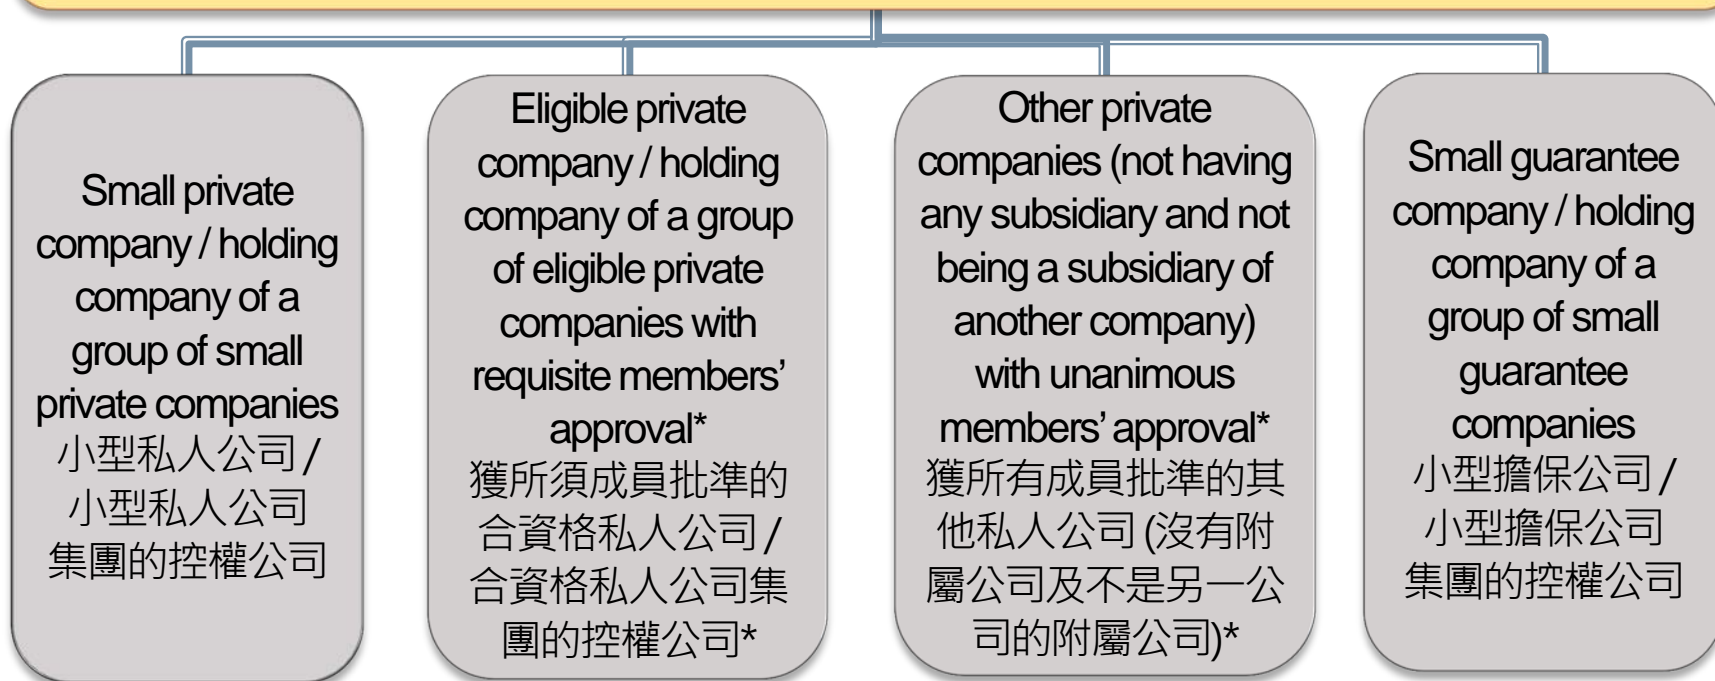 Small private
company / holding
company of a
group of small
private companies
小型私人公司 /
小型私人公司
集團的控權公司
Eligible private
company / holding
company of a group
of eligible private
companies with
requisite members’
approval*
獲所須成員批準的
合資格私人公司 /
合資格私人公司集
團的控權公司*
Other private
companies (not having
any subsidiary and not
being a subsidiary of
another company)
with unanimous
members’ approval*
獲所有成員批準的其
他私人公司 (沒有附
屬公司及不是另一公
司的附屬公司)*
Small guarantee
company / holding
company of a
group of small
guarantee
companies
小型擔保公司 /
小型擔保公司
集團的控權公司